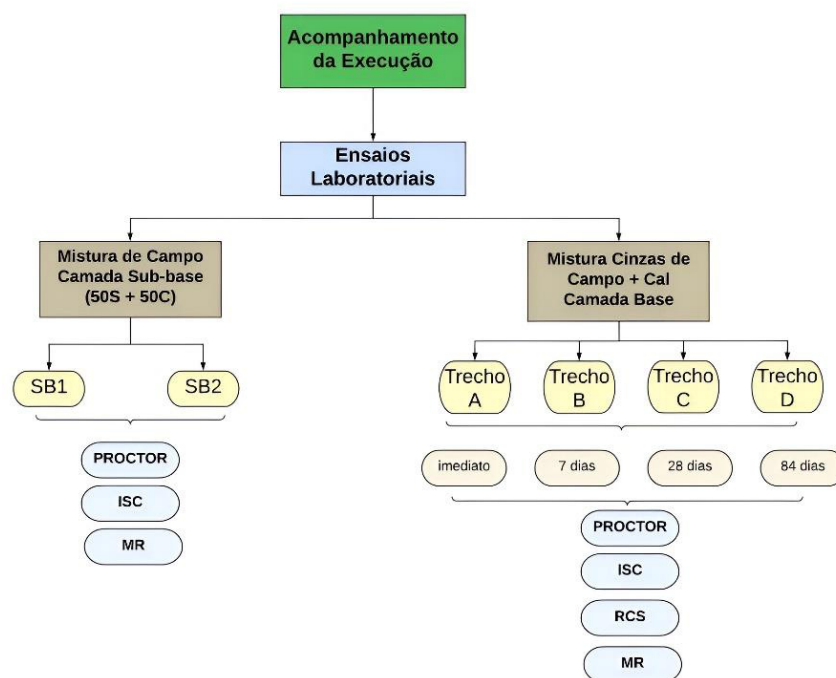 Acompanhamento
da Execução
Ensaios
Laboratoriais
Mistura de Campo
Camada Sub-base
(50S + 50C)
SB1
SB2
PROCTOR
ISC
MR
Mistura Cinzas de
Campo + Cal
Camada Base
Trecho
A
Trecho
B
Trecho
C
Trecho
D
imediato
7 dias
28 dias
84 dias
PROCTOR
ISC
RCS
MR